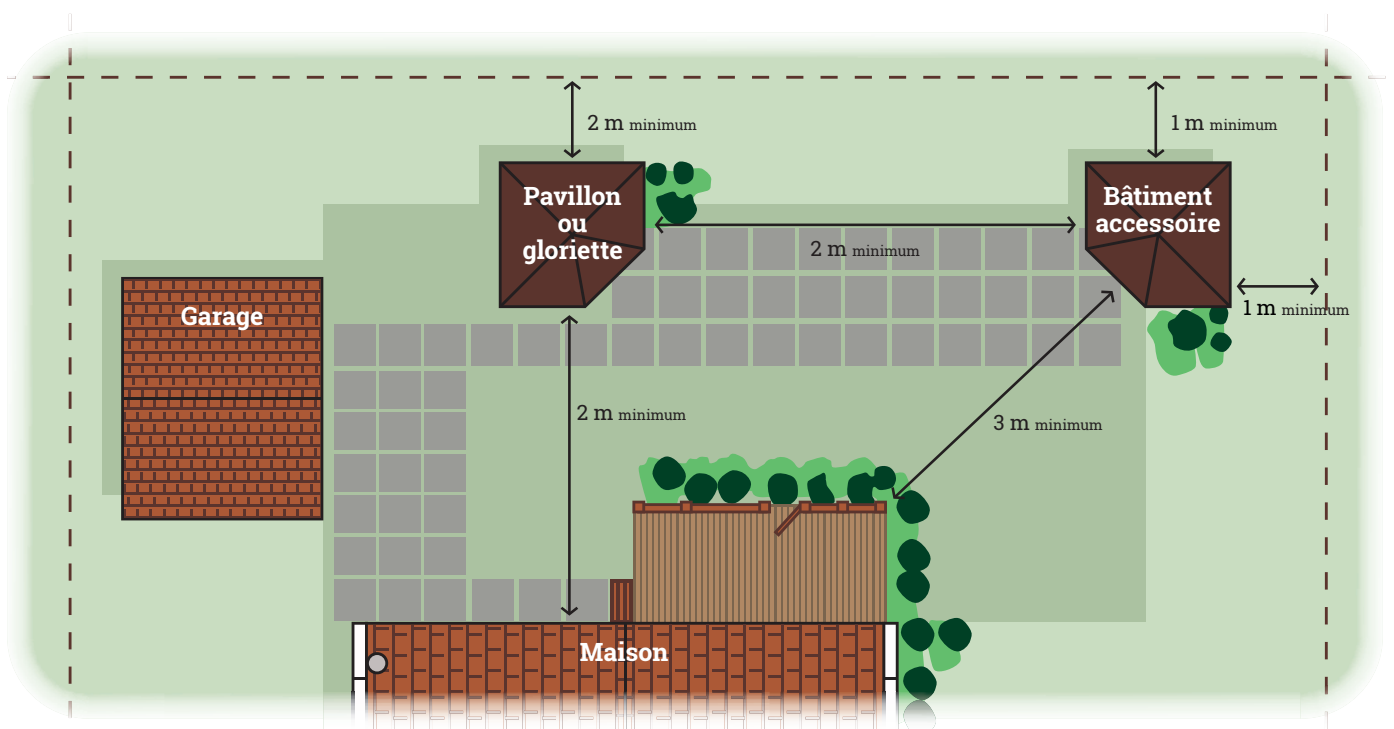 2 m minimum
1 m minimum
Pavillon
ou
gloriette
Bâtiment
accessoire
2 m minimum
1 m minimum
Garage
2 m minimum
3 m minimum
Maison